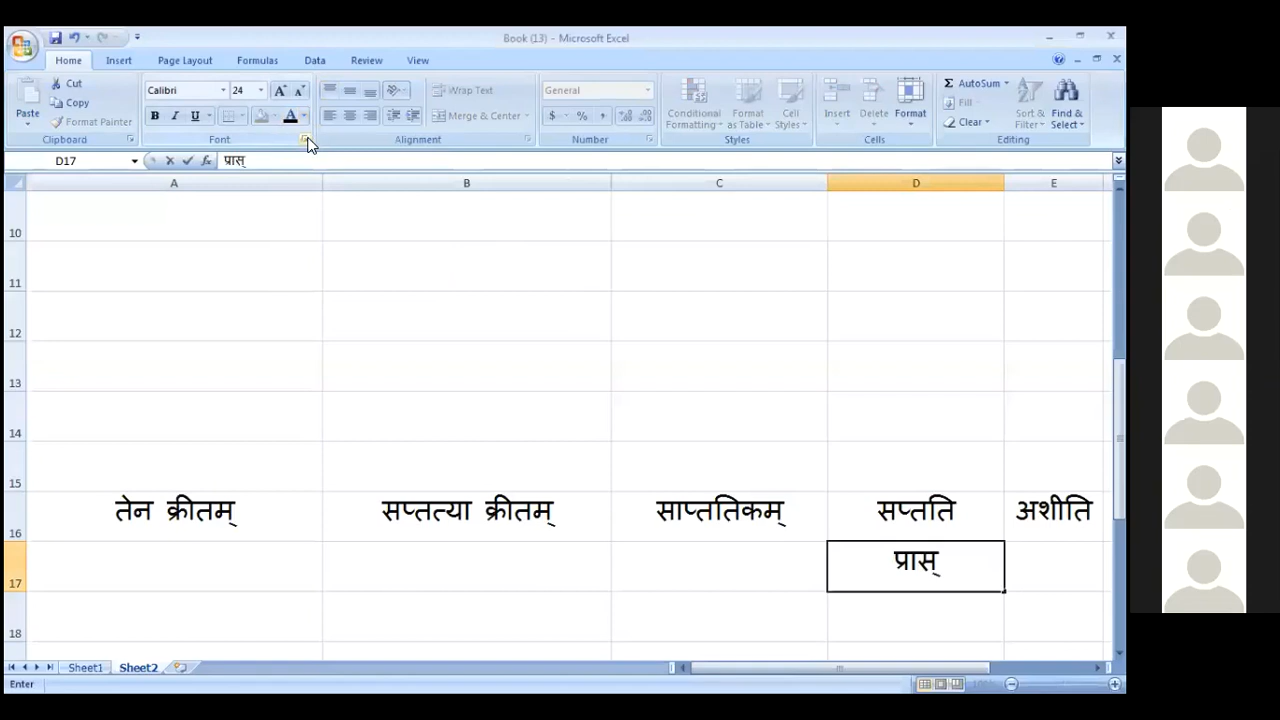 Book (13) - Microsoft Excel
Home Insert Page Layout Formulas Data Review View
Cut
Copy
Format Painter
Paste
Clipboard
Calibri 24
B I U
Font
Wrap Text
Merge & Center
Alignment
General
$ % ,
Number
Conditional Formatting
Format as Table
Cell Styles
Styles
Insert Delete Format
Cells
AutoSum
Fill
Clear
Sort & Filter
Find & Select
Editing
D17 fx प्रास्
A B C D E
10
11
12
13
14
15
16 तेन क्रीतम् सप्तत्या क्रीतम् साप्ततिकम् सप्तति अशीति
17 प्रास्
18
Sheet1 Sheet2
Enter